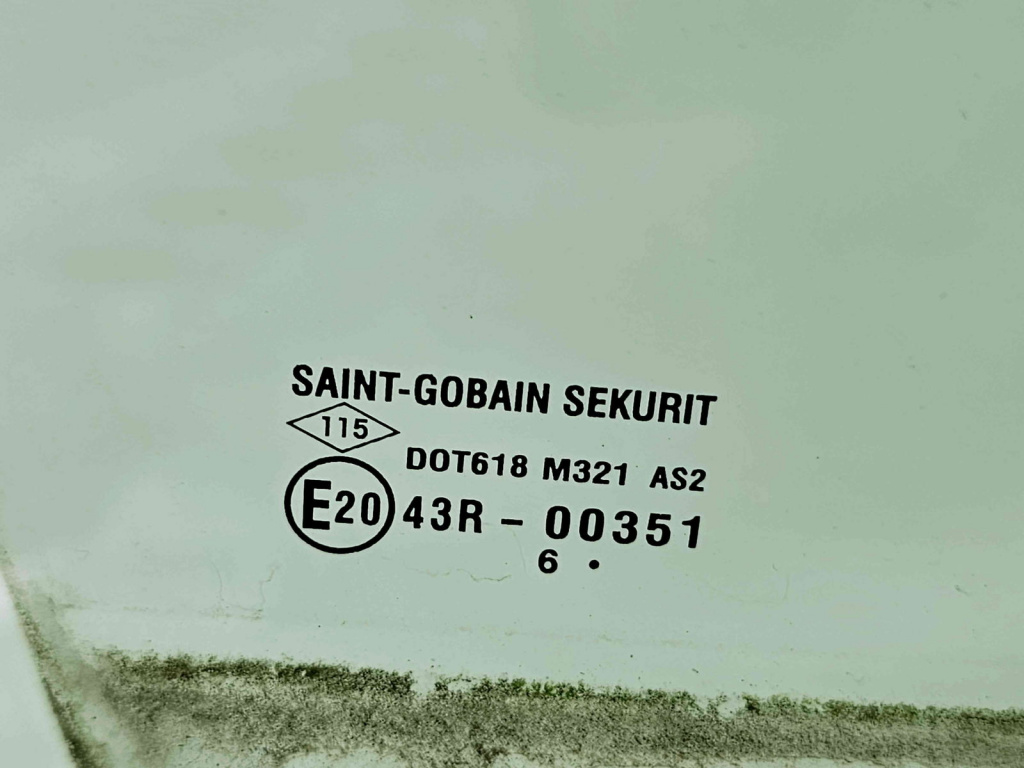 SAINT-GOBAIN SEKURIT
115
DOT618 M321 AS2
E20 43R - 00351
6 •